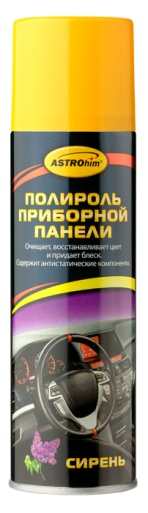 ASTROhim
ПОЛИРОЛЬ
ПРИБОРНОЙ
ПАНЕЛИ
Очищает, восстанавливает цвет
и придает блеск.
Содержит антистатические компоненты.
СИРЕНЬ